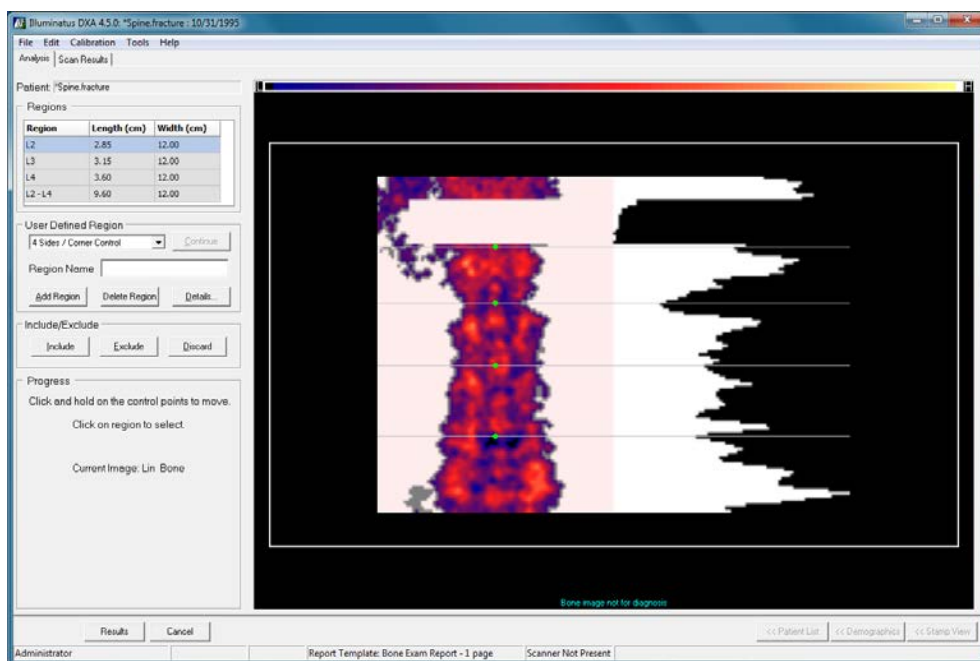 Illuminatus DXA 4.5.0: *Spine.fracture : 10/31/1995
File Edit Calibration Tools Help
Analysis Scan Results
Patient: *Spine.fracture
Regions
Region Length (cm) Width (cm)
L2 2.85 12.00
L3 3.15 12.00
L4 3.60 12.00
L2-L4 9.60 12.00
User Defined Region
4 Sides / Corner Control Continue
Region Name
Add Region Delete Region Details...
Include/Exclude
Include Exclude Discard
Progress
Click and hold on the control points to move.
Click on region to select.
Current Image: Lin Bone
Bone image not for diagnosis
Results Cancel << Patient List << Demographics << Stamp View
Administrator Report Template: Bone Exam Report - 1 page Scanner Not Present